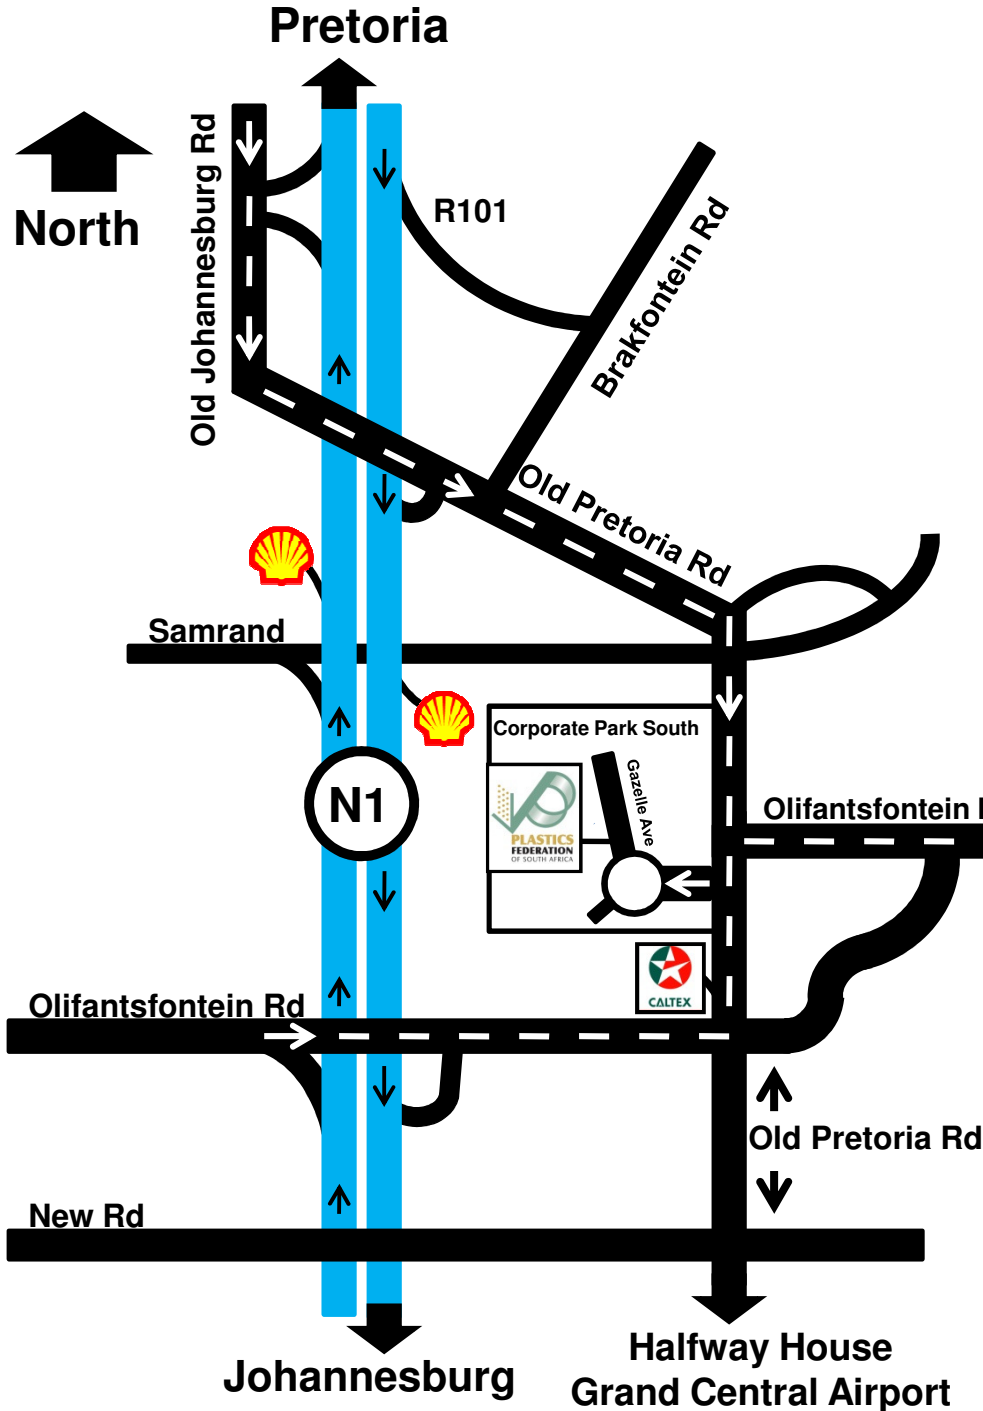 Pretoria
North
Old Johannesburg Rd
R101
Brakfontein Rd
Old Pretoria Rd
Samrand
Corporate Park South
Gazelle Ave
PLASTICS
FEDERATION
OF SOUTH AFRICA
N1
Olifantsfontein
CALTEX
Olifantsfontein Rd
Old Pretoria Rd
New Rd
Johannesburg
Halfway House
Grand Central Airport